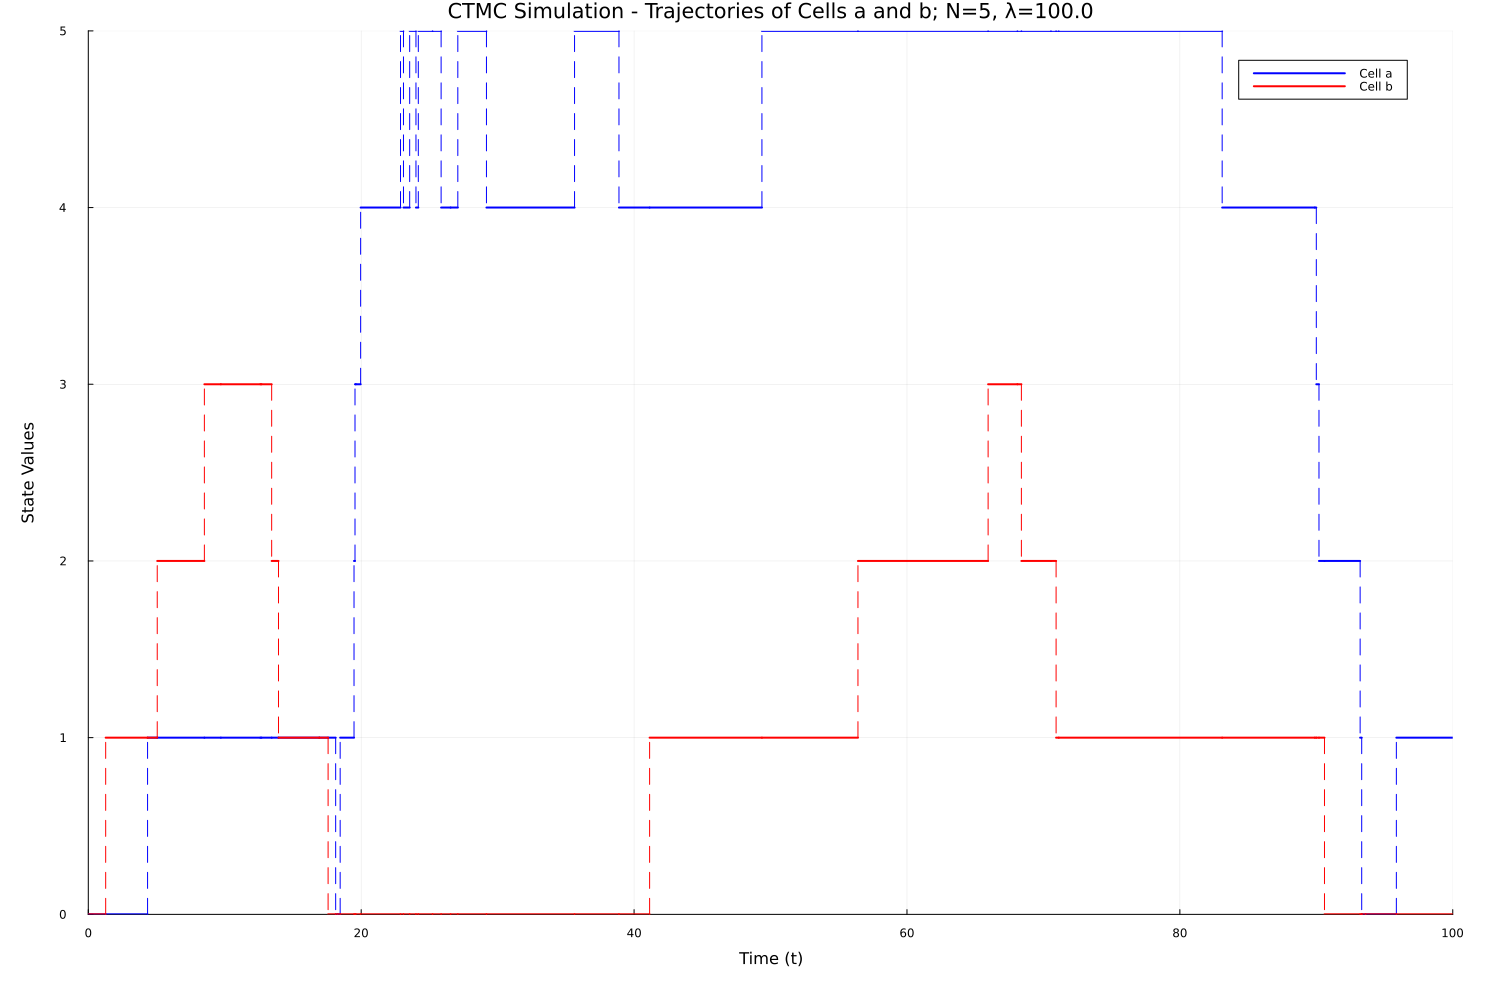 CTMC Simulation - Trajectories of Cells a and b; N=5, λ=100.0
5
4
3
2
1
0
State Values
Cell a
Cell b
0 20 40 60 80 100
Time (t)